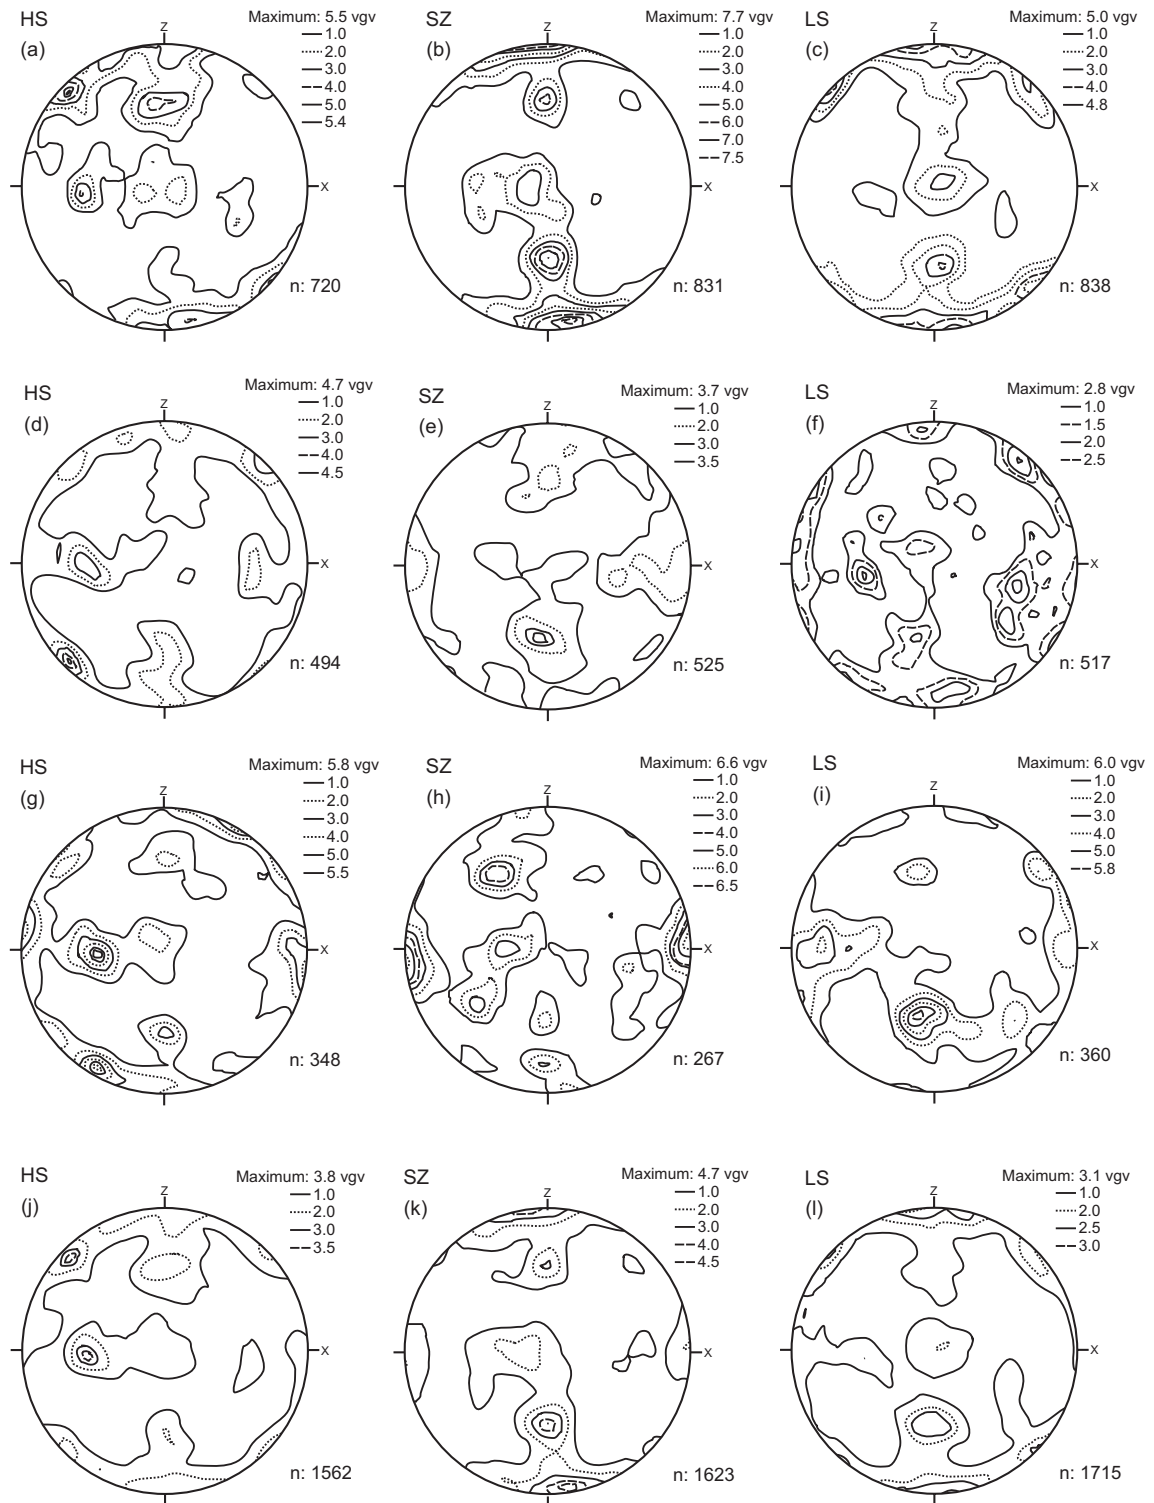 HS
Maximum: 5.5 vgv
(a)
Z
1.0
2.0
3.0
4.0
5.0
5.4
X
n: 720
SZ
Maximum: 7.7 vgv
(b)
Z
1.0
2.0
3.0
4.0
5.0
6.0
7.0
7.5
X
n: 831
LS
Maximum: 5.0 vgv
(c)
Z
1.0
2.0
3.0
4.0
4.8
X
n: 838
HS
Maximum: 4.7 vgv
(d)
Z
1.0
2.0
3.0
4.0
4.5
X
n: 494
SZ
Maximum: 3.7 vgv
(e)
Z
1.0
2.0
3.0
3.5
X
n: 525
LS
Maximum: 2.8 vgv
(f)
Z
1.0
1.5
2.0
2.5
X
n: 517
HS
Maximum: 5.8 vgv
(g)
Z
1.0
2.0
3.0
4.0
5.0
5.5
X
n: 348
SZ
Maximum: 6.6 vgv
(h)
Z
1.0
2.0
3.0
4.0
5.0
6.0
6.5
X
n: 267
LS
Maximum: 6.0 vgv
(i)
Z
1.0
2.0
3.0
4.0
5.0
5.8
X
n: 360
HS
Maximum: 3.8 vgv
(j)
Z
1.0
2.0
3.0
3.5
X
n: 1562
SZ
Maximum: 4.7 vgv
(k)
Z
1.0
2.0
3.0
4.0
4.5
X
n: 1623
LS
Maximum: 3.1 vgv
(l)
Z
1.0
2.0
2.5
3.0
X
n: 1715